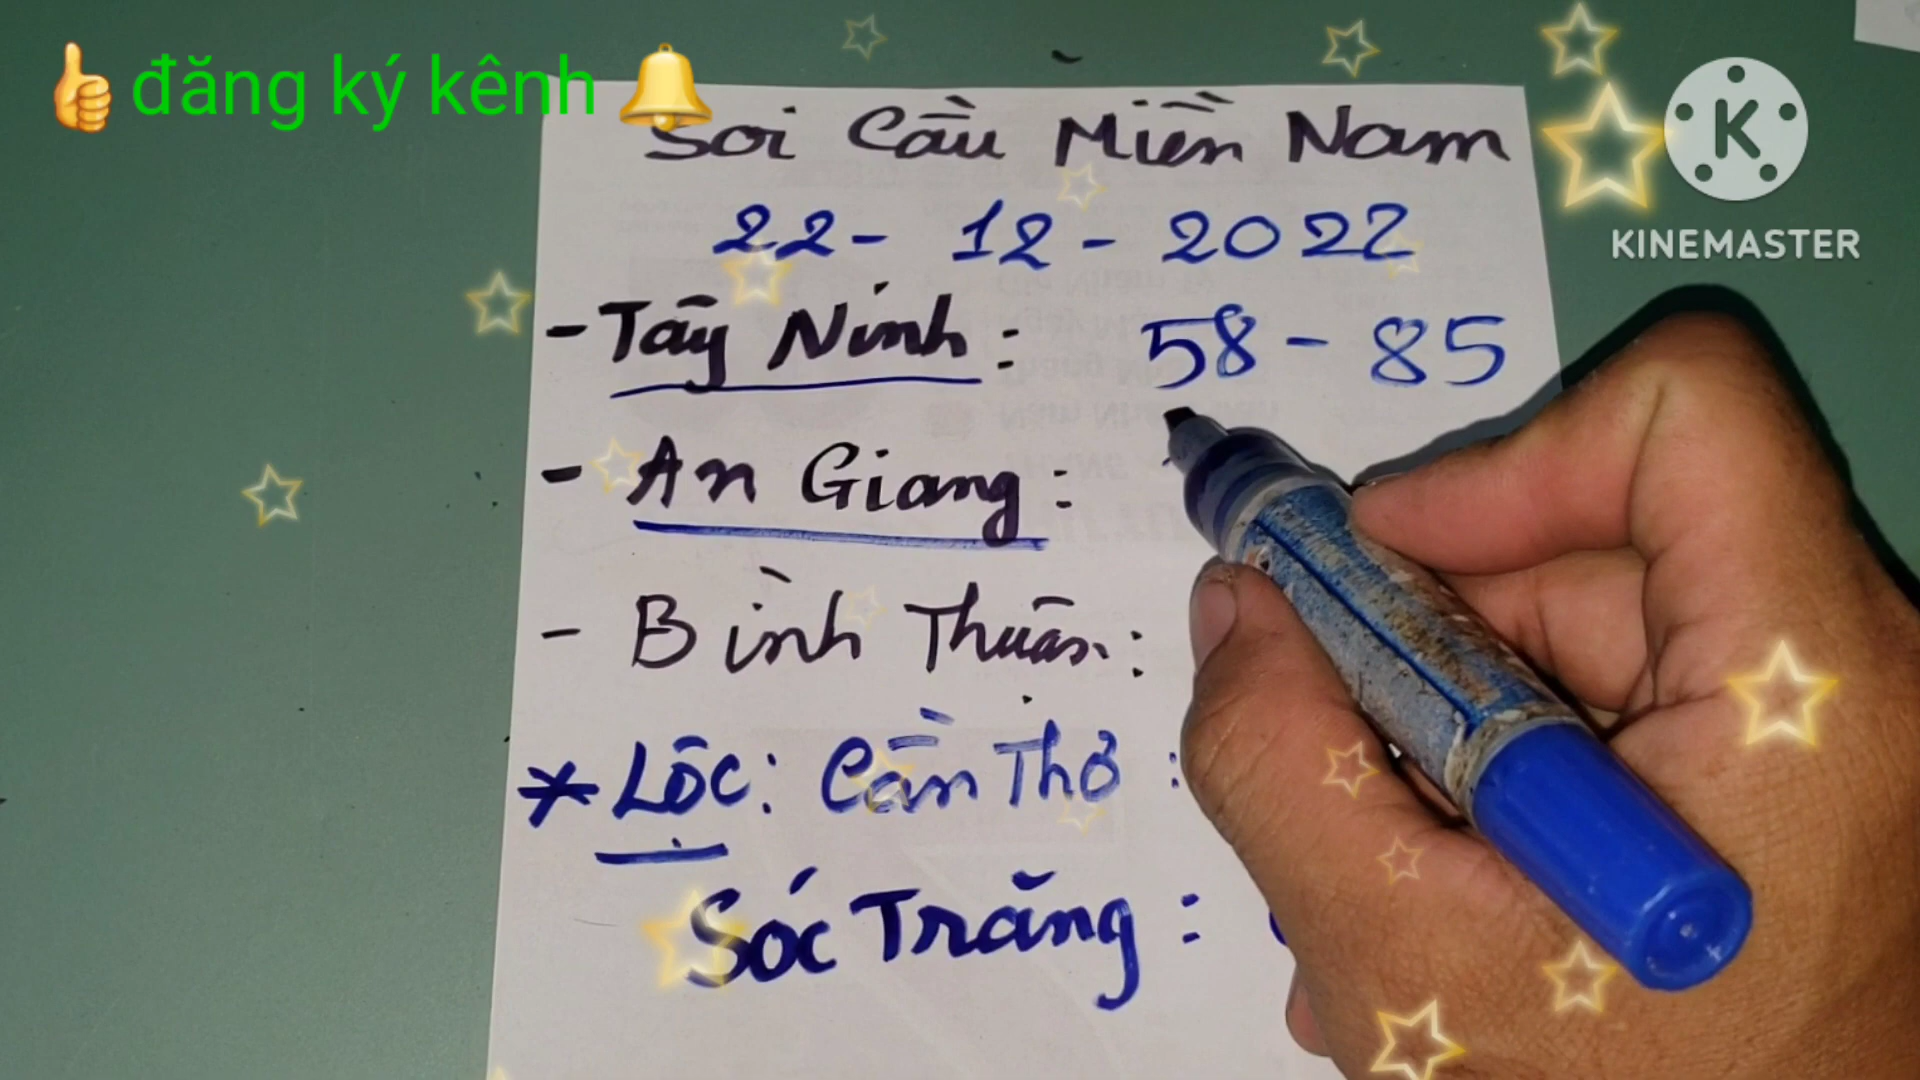 đăng ký kênh
Soi Cầu Miền Nam
22 - 12 - 2022
- Tây Ninh : 58 - 85
- An Giang :
- Bình Thuận :
* Lộc : Cần Thơ :
Sóc Trăng :
K
KINEMASTER